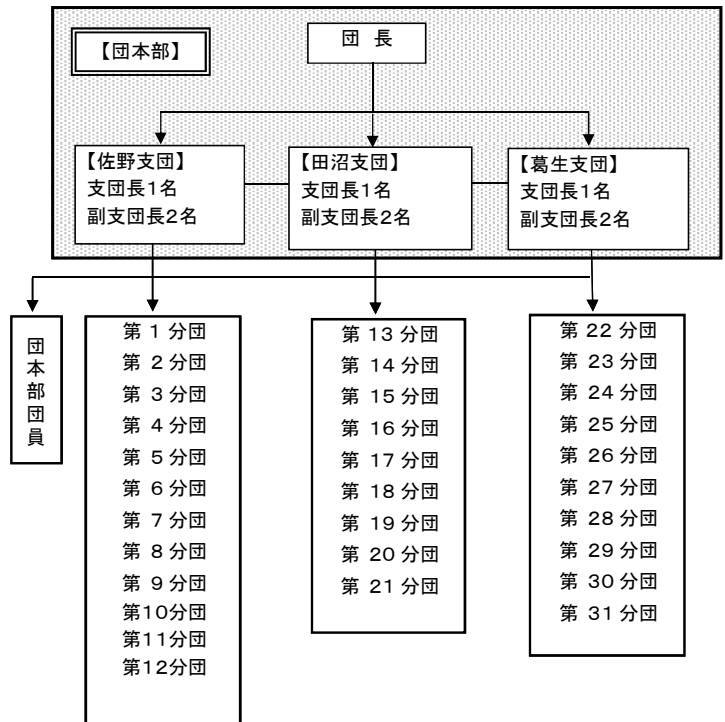 【団本部】
団 長
【佐野支団】
支団長1名
副支団長2名
【田沼支団】
支団長1名
副支団長2名
【葛生支団】
支団長1名
副支団長2名
団本部団員
第 1 分団
第 2 分団
第 3 分団
第 4 分団
第 5 分団
第 6 分団
第 7 分団
第 8 分団
第 9 分団
第10分団
第11分団
第12分団
第 13 分団
第 14 分団
第 15 分団
第 16 分団
第 17 分団
第 18 分団
第 19 分団
第 20 分団
第 21 分団
第 22 分団
第 23 分団
第 24 分団
第 25 分団
第 26 分団
第 27 分団
第 28 分団
第 29 分団
第 30 分団
第 31 分団